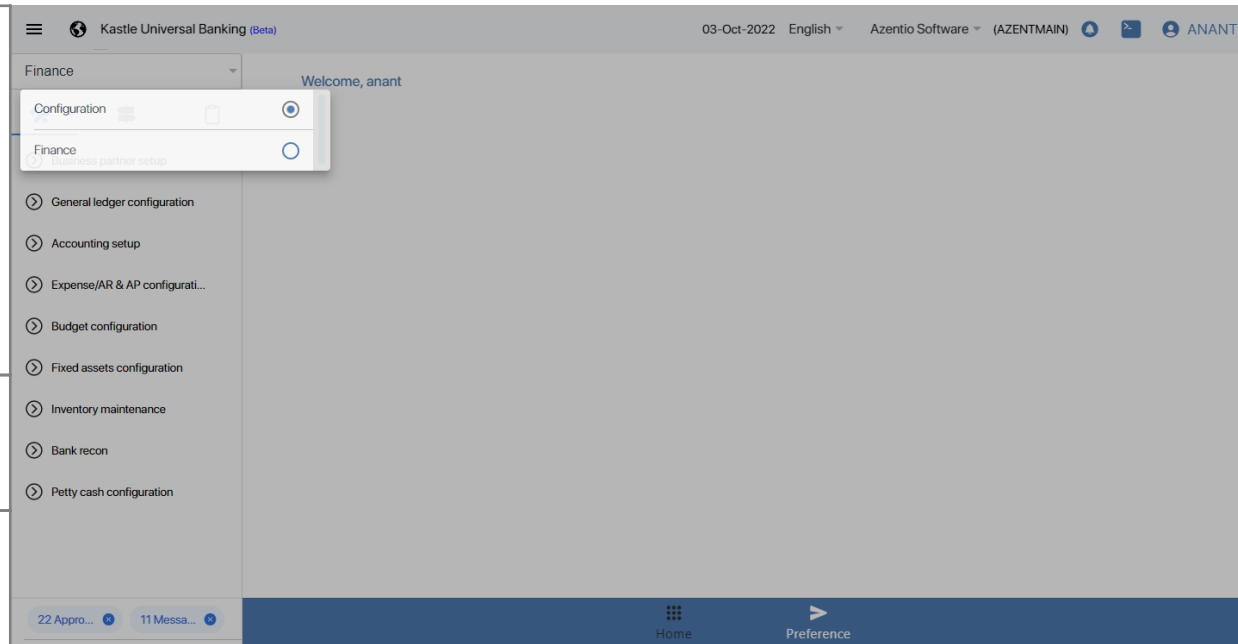 Kastle Universal Banking (Beta)
03-Oct-2022 English Azentio Software (AZENTMAIN) ANANT
Finance
Welcome, anant
Configuration
Finance
Business partner setup
General ledger configuration
Accounting setup
Expense/AR & AP configurati...
Budget configuration
Fixed assets configuration
Inventory maintenance
Bank recon
Petty cash configuration
22 Appro... 11 Messa...
Home Preference